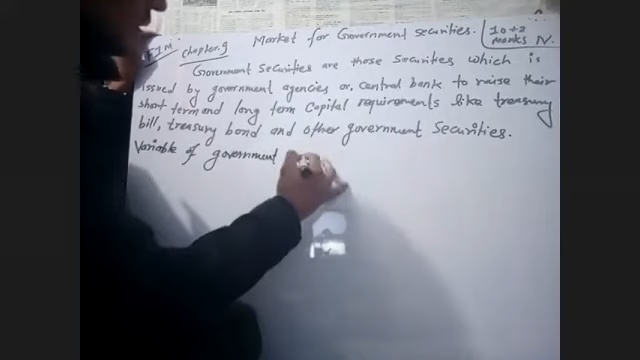 FIM chapter.9 Market for Government securities. 10+2 marks IV.
Government securities are those securities which is
issued by government agencies or, central bank to raise their
short term and long term capital requirements like treasury
bill, treasury bond and other government securities.
Variable of government